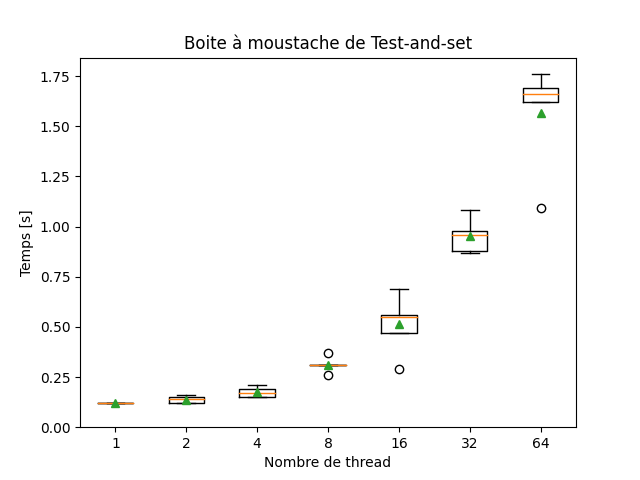 Boite à moustache de Test-and-set
Temps [s]
1.75
1.50
1.25
1.00
0.75
0.50
0.25
0.00
1 2 4 8 16 32 64
Nombre de thread